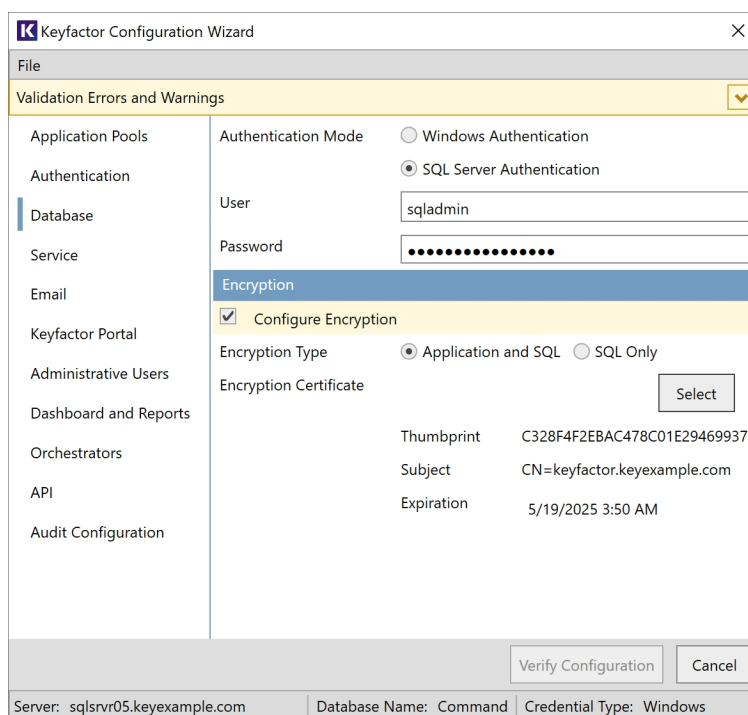 K Keyfactor Configuration Wizard
File
Validation Errors and Warnings
Application Pools
Authentication
Database
Service
Email
Keyfactor Portal
Administrative Users
Dashboard and Reports
Orchestrators
API
Audit Configuration
Authentication Mode Windows Authentication
SQL Server Authentication
User sqladmin
Password ••••••••••••••••
Encryption
Configure Encryption
Encryption Type Application and SQL SQL Only
Encryption Certificate Select
Thumbprint C328F4F2EBAC478C01E29469937
Subject CN=keyfactor.keyexample.com
Expiration 5/19/2025 3:50 AM
Verify Configuration Cancel
Server: sqlsrvr05.keyexample.com Database Name: Command Credential Type: Windows